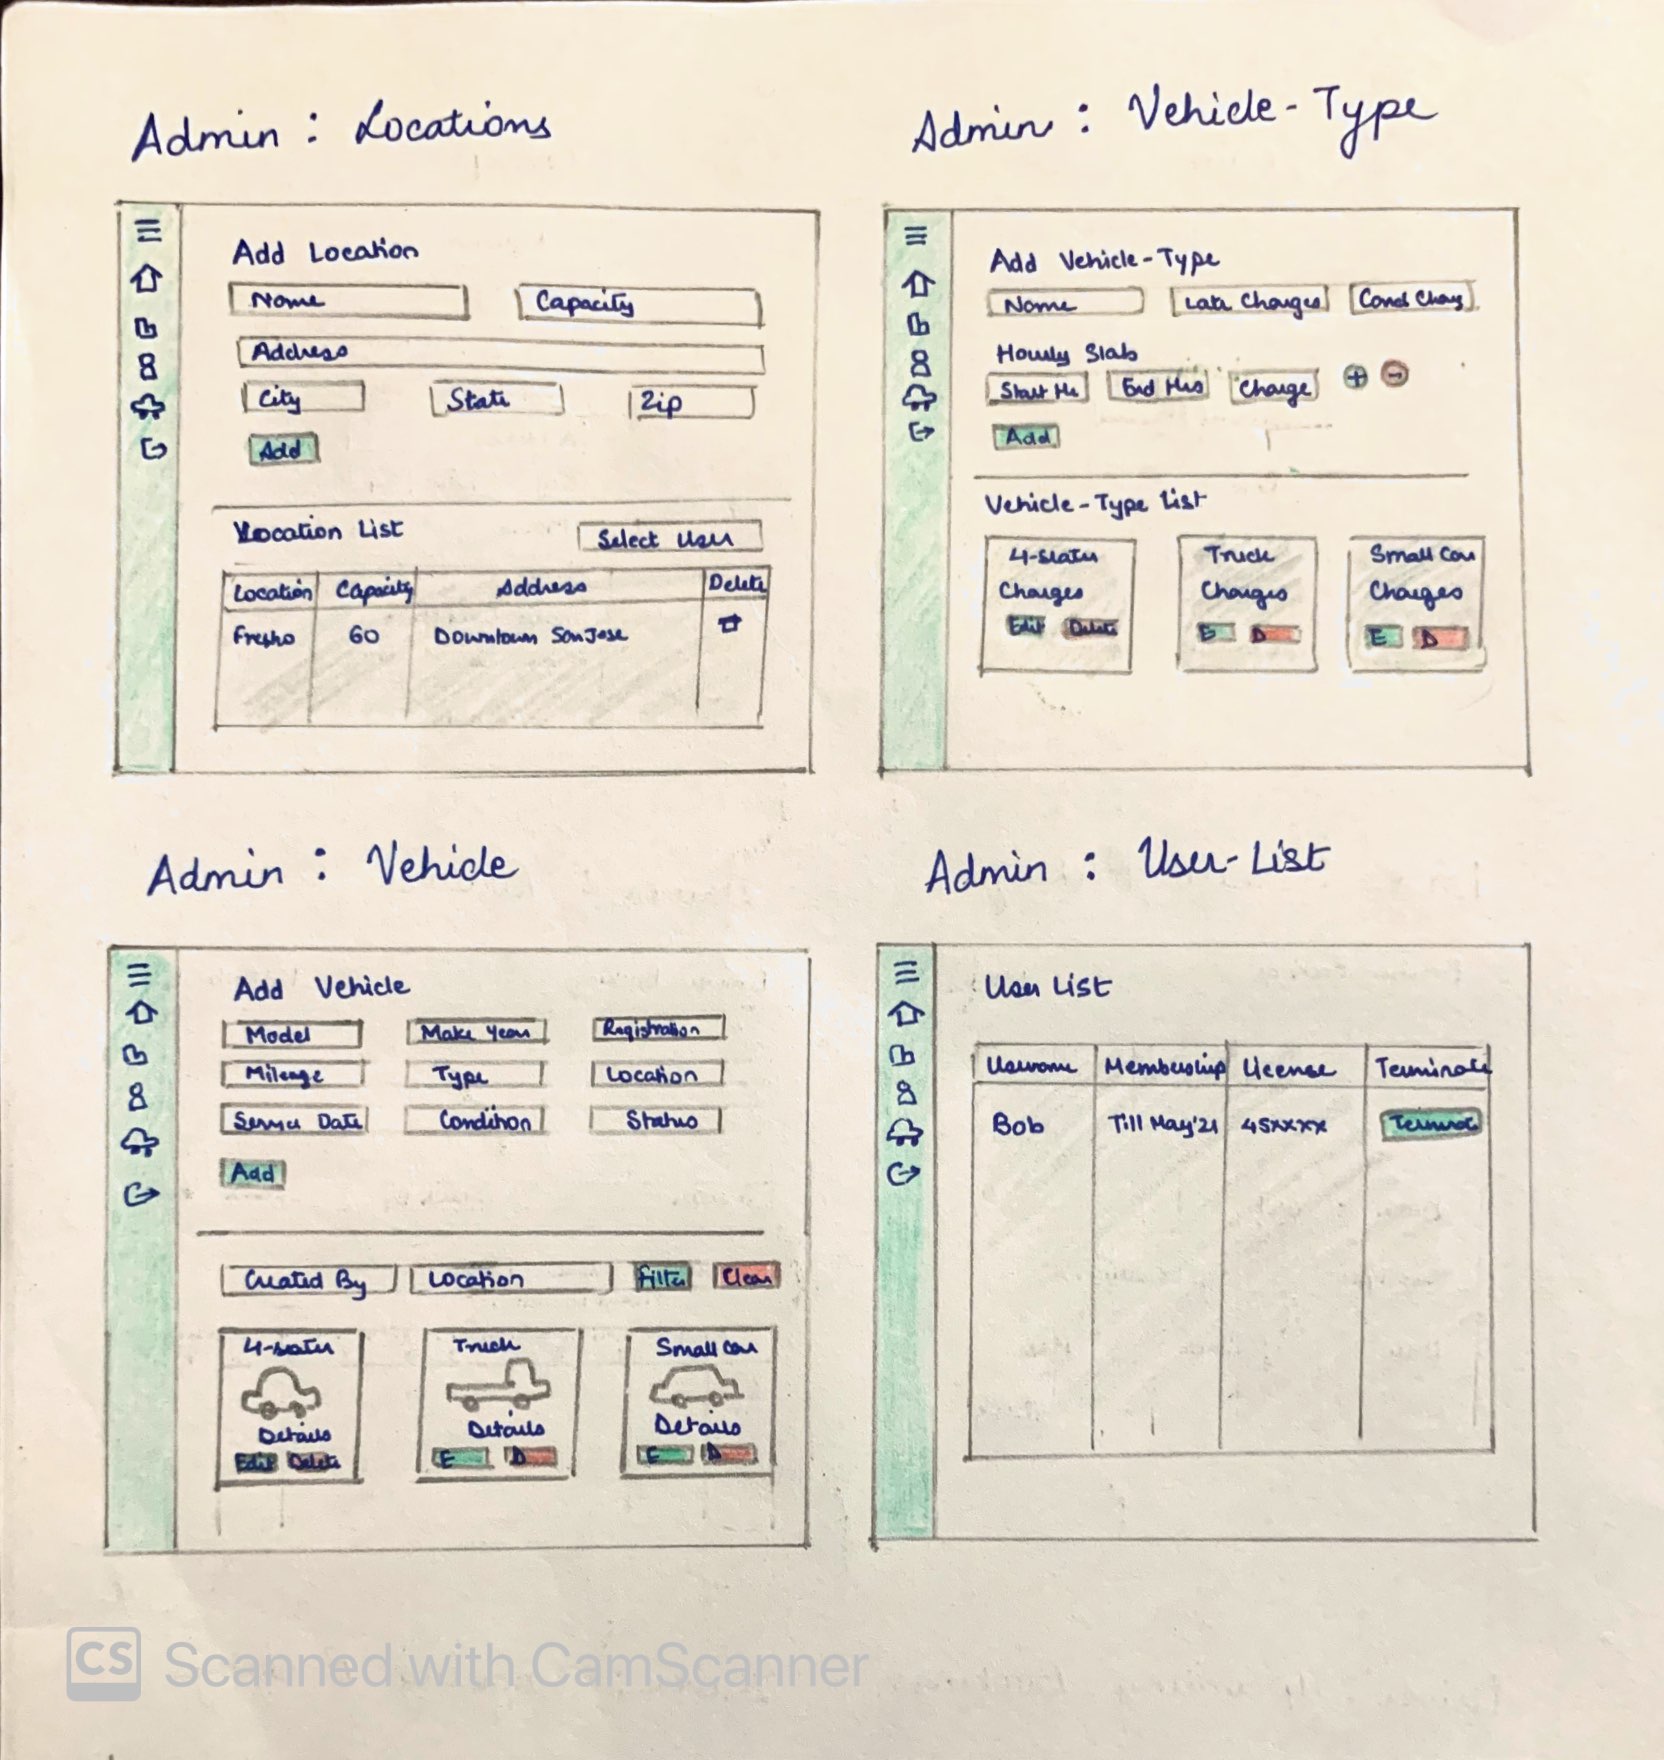 Admin : Locations
Add Location
Name Capacity
Address
City State Zip
Add
Location List Select User
Location Capacity Address Delete
Fresho 60 Downtown San Jose
Admin : Vehicle-Type
Add Vehicle-Type
Name Late Charges Cond Charg
Hourly Slab
Start Hrs End Hrs Charge + -
Add
Vehicle-Type List
4-seater Truck Small Car
Charges Charges Charges
Edit Delete E D E D
Admin : Vehicle
Add Vehicle
Model Make Year Registration
Mileage Type Location
Service Date Condition Status
Add
Created By Location Filter Clear
4-seater Truck Small Car
Details Details Details
Edit Delete E D E D
Admin : User-List
User List
Username Membership License Terminate
Bob Till May'21 45xxxx Terminate
CS Scanned with CamScanner